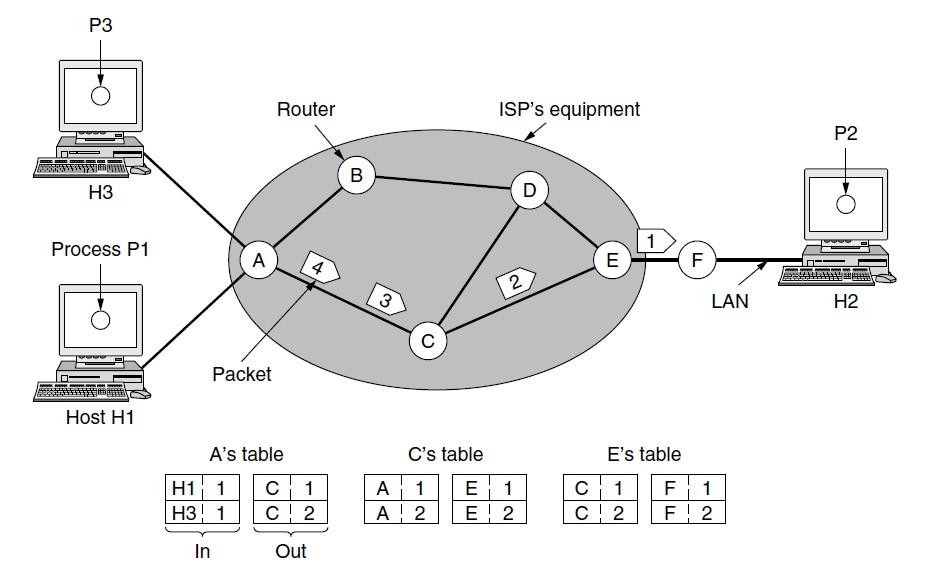 P3
Router
ISP's equipment
P2
B
D
H3
Process P1
A
4
3
2
E
1
F
C
LAN
H2
Packet
Host H1
A's table
C's table
E's table
H1 1 C 1 A 1 E 1 C 1 F 1
H3 1 C 2 A 2 E 2 C 2 F 2
In
Out